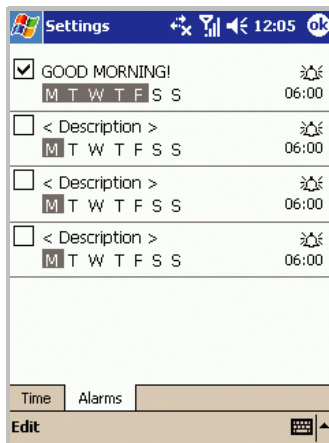 Settings 12:05 ok
GOOD MORNING!
M T W T F S S 06:00
< Description >
M T W T F S S 06:00
< Description >
M T W T F S S 06:00
< Description >
M T W T F S S 06:00
Time Alarms
Edit